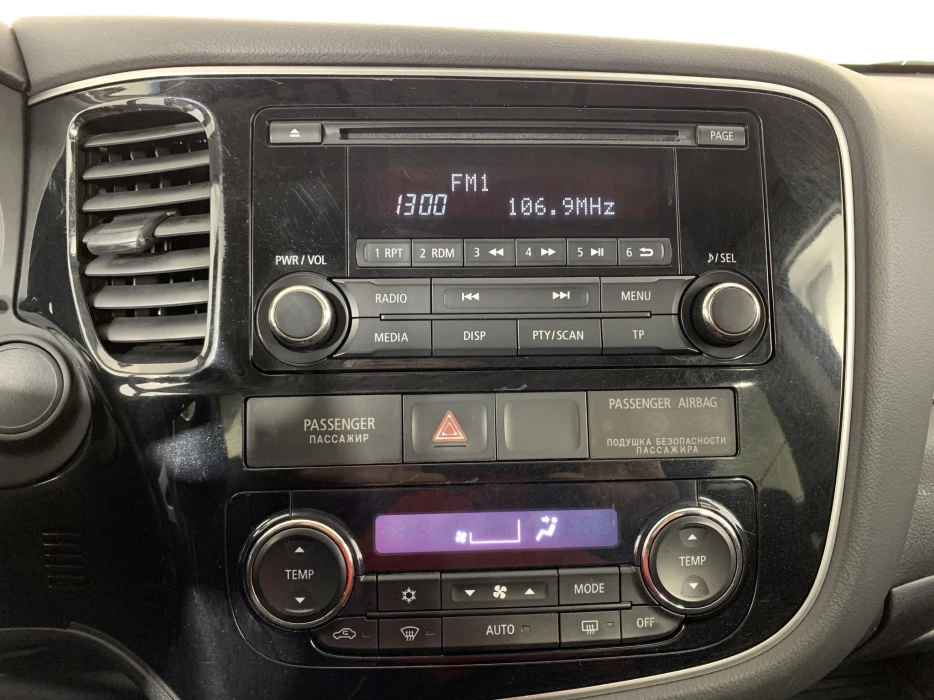 PAGE
FM1
1300 106.9MHz
1 RPT 2 RDM 3 4 5 6
PWR / VOL
/ SEL
RADIO MENU
MEDIA DISP PTY/SCAN TP
PASSENGER
ПАССАЖИР
PASSENGER AIRBAG
ПОДУШКА БЕЗОПАСНОСТИ
ПАССАЖИРА
TEMP
TEMP
MODE
AUTO
OFF